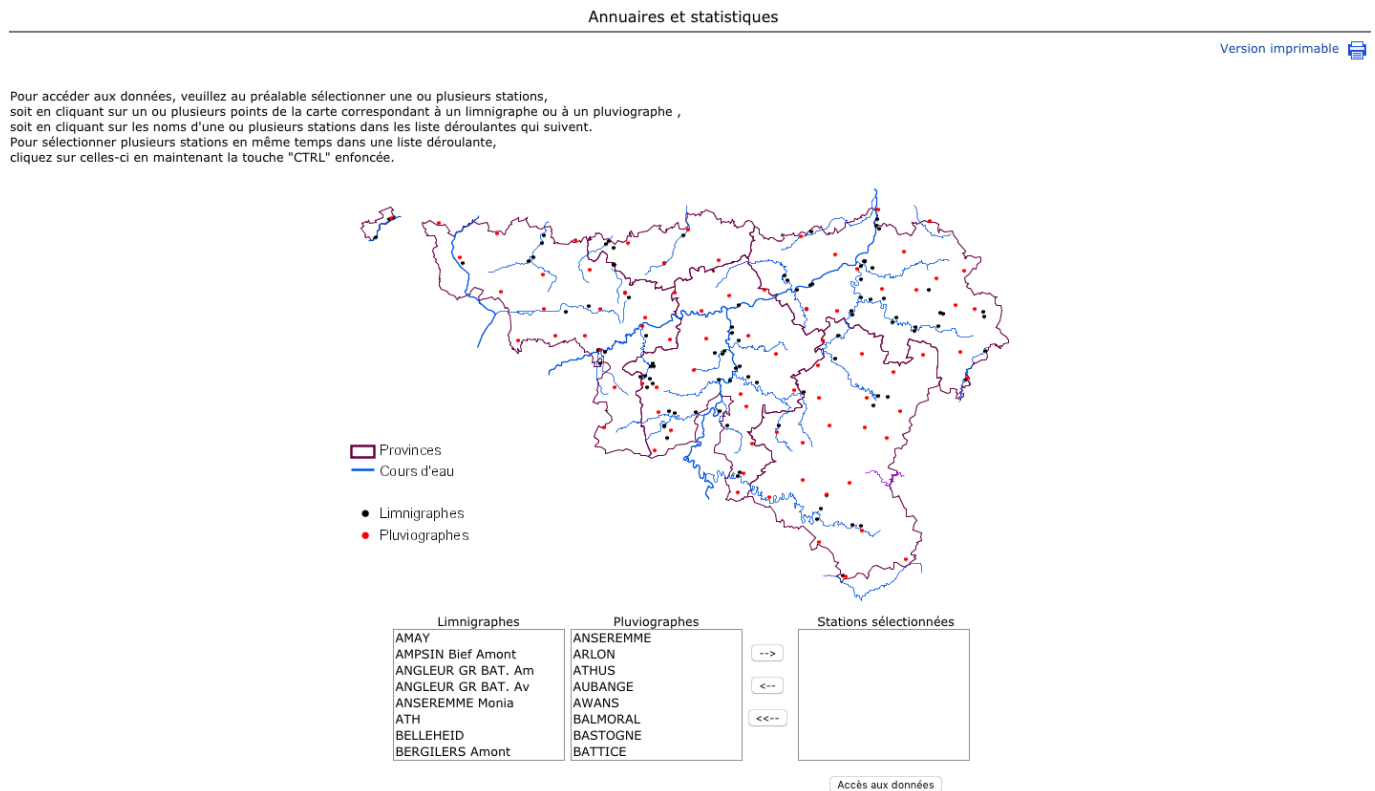 Annuaires et statistiques
Version imprimable
Pour accéder aux données, veuillez au préalable sélectionner une ou plusieurs stations,
soit en cliquant sur un ou plusieurs points de la carte correspondant à un limnigraphe ou à un pluviographe ,
soit en cliquant sur les noms d'une ou plusieurs stations dans les liste déroulantes qui suivent.
Pour sélectionner plusieurs stations en même temps dans une liste déroulante,
cliquez sur celles-ci en maintenant la touche "CTRL" enfoncée.
Provinces
Cours d'eau
Limnigraphes
Pluviographes
Limnigraphes
AMAY
AMPSIN Bief Amont
ANGLEUR GR BAT. Am
ANGLEUR GR BAT. Av
ANSEREMME Monia
ATH
BELLEHEID
BERGILERS Amont
Pluviographes
ANSEREMME
ARLON
ATHUS
AUBANGE
AWANS
BALMORAL
BASTOGNE
BATTICE
-->
<--
<<--
Stations sélectionnées
Accès aux données